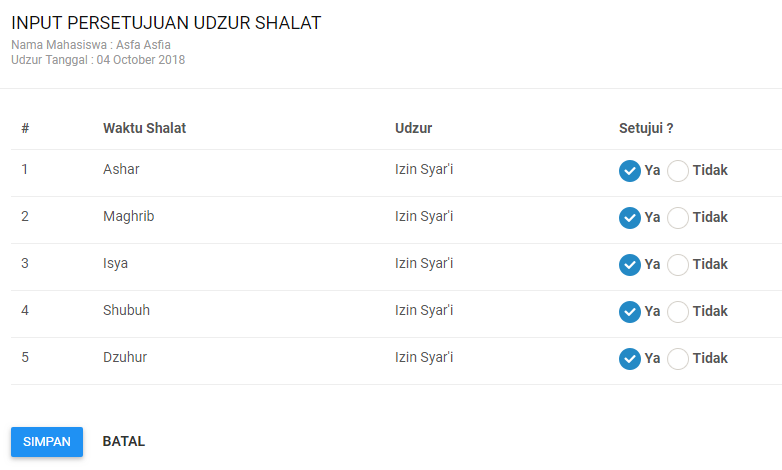 INPUT PERSETUJUAN UDZUR SHALAT
Nama Mahasiswa : Asfa Asfia
Udzur Tanggal : 04 October 2018
# Waktu Shalat Udzur Setujui ?
1 Ashar Izin Syar'i Ya Tidak
2 Maghrib Izin Syar'i Ya Tidak
3 Isya Izin Syar'i Ya Tidak
4 Shubuh Izin Syar'i Ya Tidak
5 Dzuhur Izin Syar'i Ya Tidak
SIMPAN BATAL